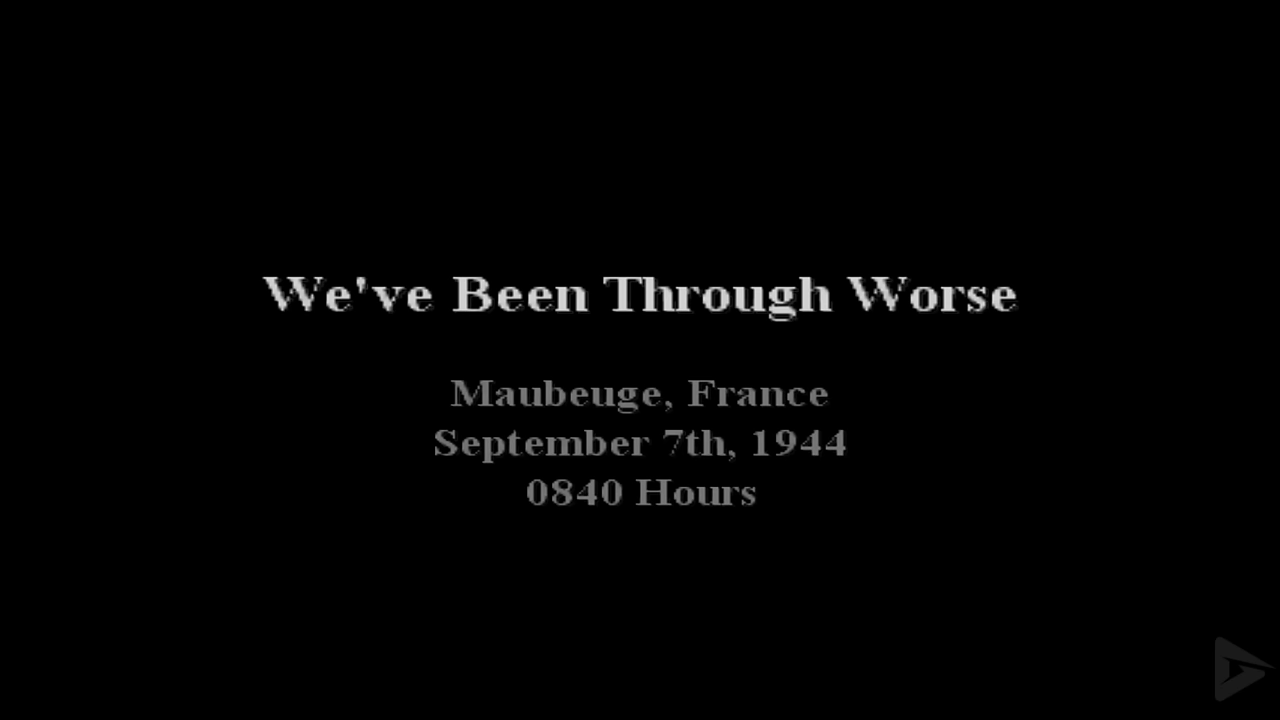 We've Been Through Worse
Maubeuge, France
September 7th, 1944
0840 Hours